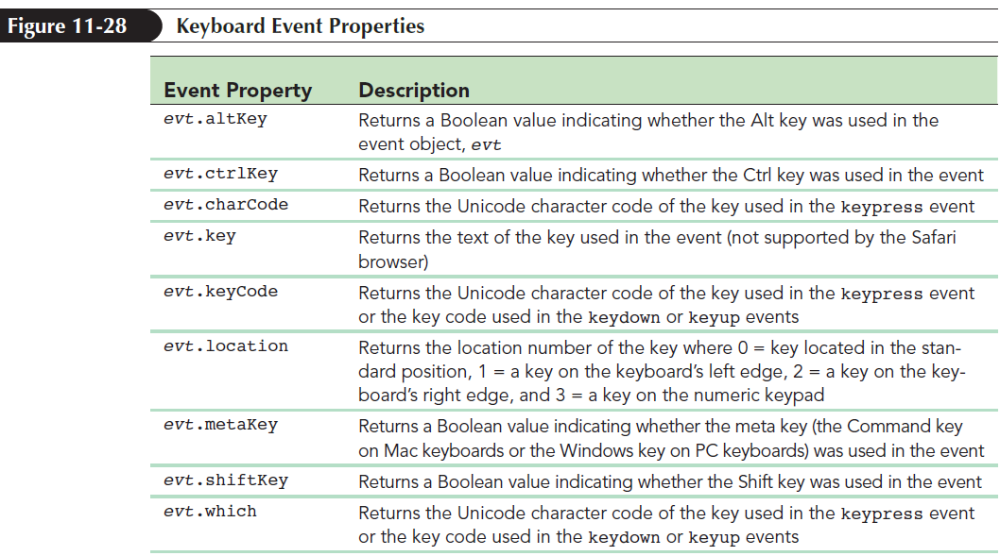 Figure 11-28 Keyboard Event Properties
Event Property Description
evt.altKey Returns a Boolean value indicating whether the Alt key was used in the
event object, evt
evt.ctrlKey Returns a Boolean value indicating whether the Ctrl key was used in the event
evt.charCode Returns the Unicode character code of the key used in the keypress event
evt.key Returns the text of the key used in the event (not supported by the Safari
browser)
evt.keyCode Returns the Unicode character code of the key used in the keypress event
or the key code used in the keydown or keyup events
evt.location Returns the location number of the key where 0 = key located in the stan-
dard position, 1 = a key on the keyboard's left edge, 2 = a key on the key-
board's right edge, and 3 = a key on the numeric keypad
evt.metaKey Returns a Boolean value indicating whether the meta key (the Command key
on Mac keyboards or the Windows key on PC keyboards) was used in the event
evt.shiftKey Returns a Boolean value indicating whether the Shift key was used in the event
evt.which Returns the Unicode character code of the key used in the keypress event
or the key code used in the keydown or keyup events